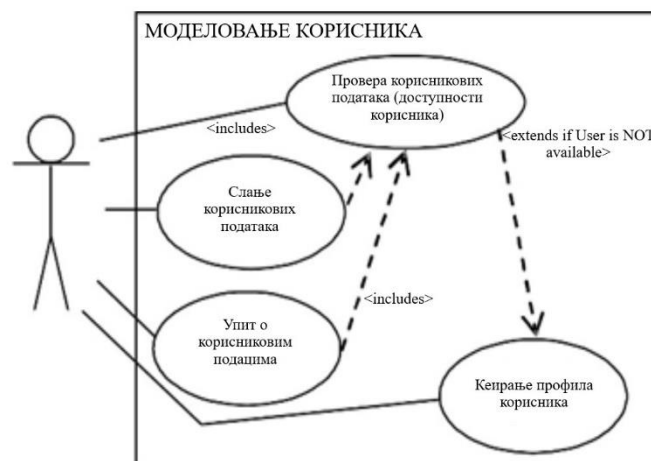 МОДЕЛОВАЊЕ КОРИСНИКА
Провера корисникових
података (доступности
корисника)
<includes>
<extends if User is NOT
available>
Слање
корисникових
података
<includes>
Упит о
корисниковим
подацима
Кеирање профила
корисника